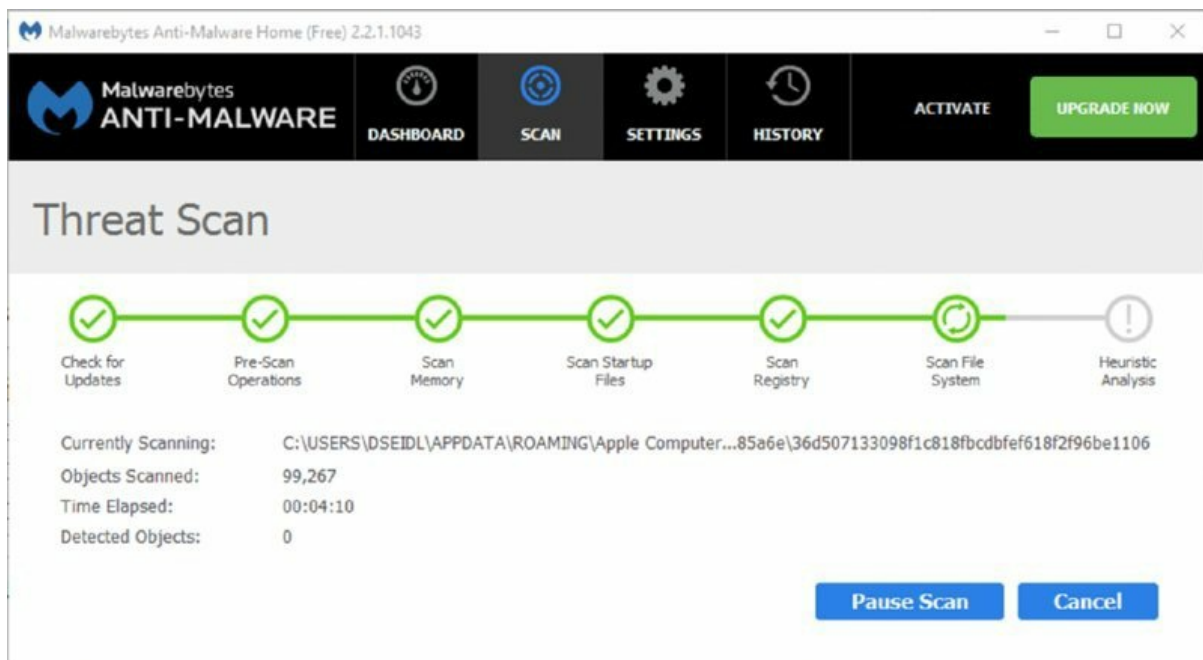 Malwarebytes Anti-Malware Home (Free) 2.2.1.1043
Malwarebytes
ANTI-MALWARE
DASHBOARD
SCAN
SETTINGS
HISTORY
ACTIVATE
UPGRADE NOW
Threat Scan
Check for
Updates
Pre-Scan
Operations
Scan
Memory
Scan Startup
Files
Scan
Registry
Scan File
System
Heuristic
Analysis
Currently Scanning: C:\USERS\DSEIDL\APPDATA\ROAMING\Apple Computer...85a6e\36d507133098f1c818fbcdbfef618f2f96be1106
Objects Scanned: 99,267
Time Elapsed: 00:04:10
Detected Objects: 0
Pause Scan
Cancel